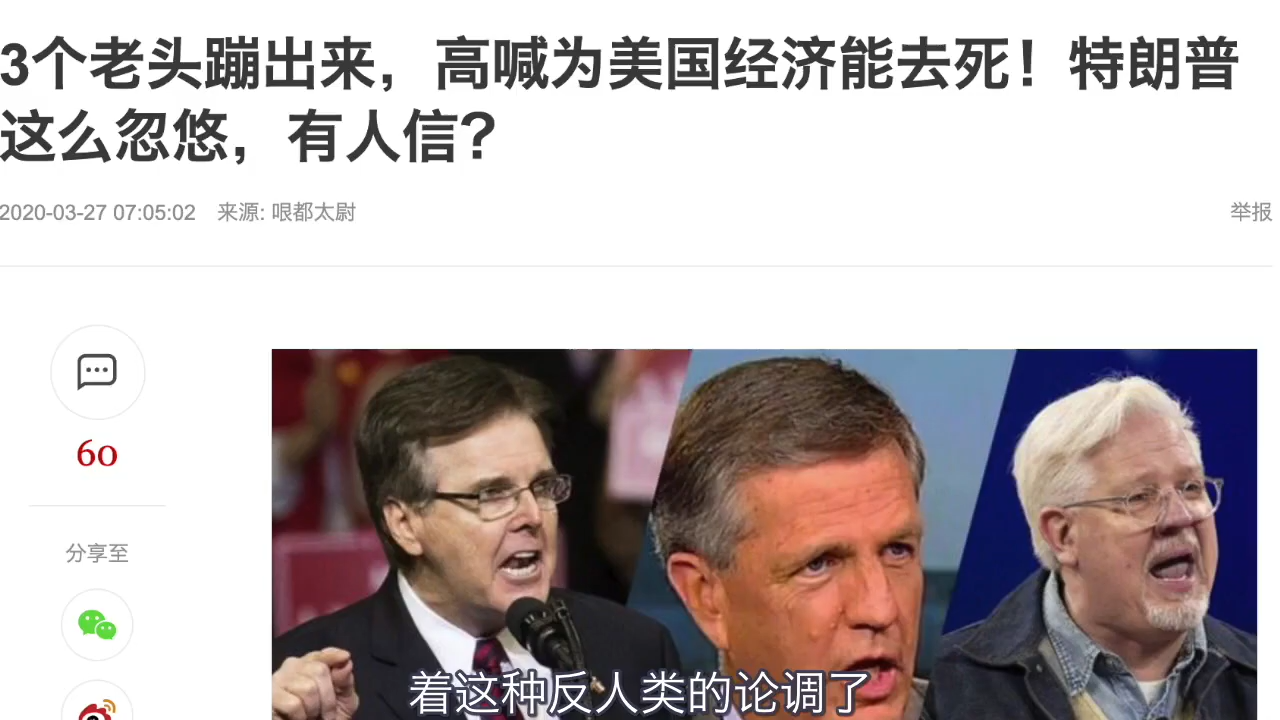 3个老头蹦出来，高喊为美国经济能去死！特朗普
这么忽悠，有人信？
2020-03-27 07:05:02 来源: 哏都太尉
举报
60
分享至
着这种反人类的论调了